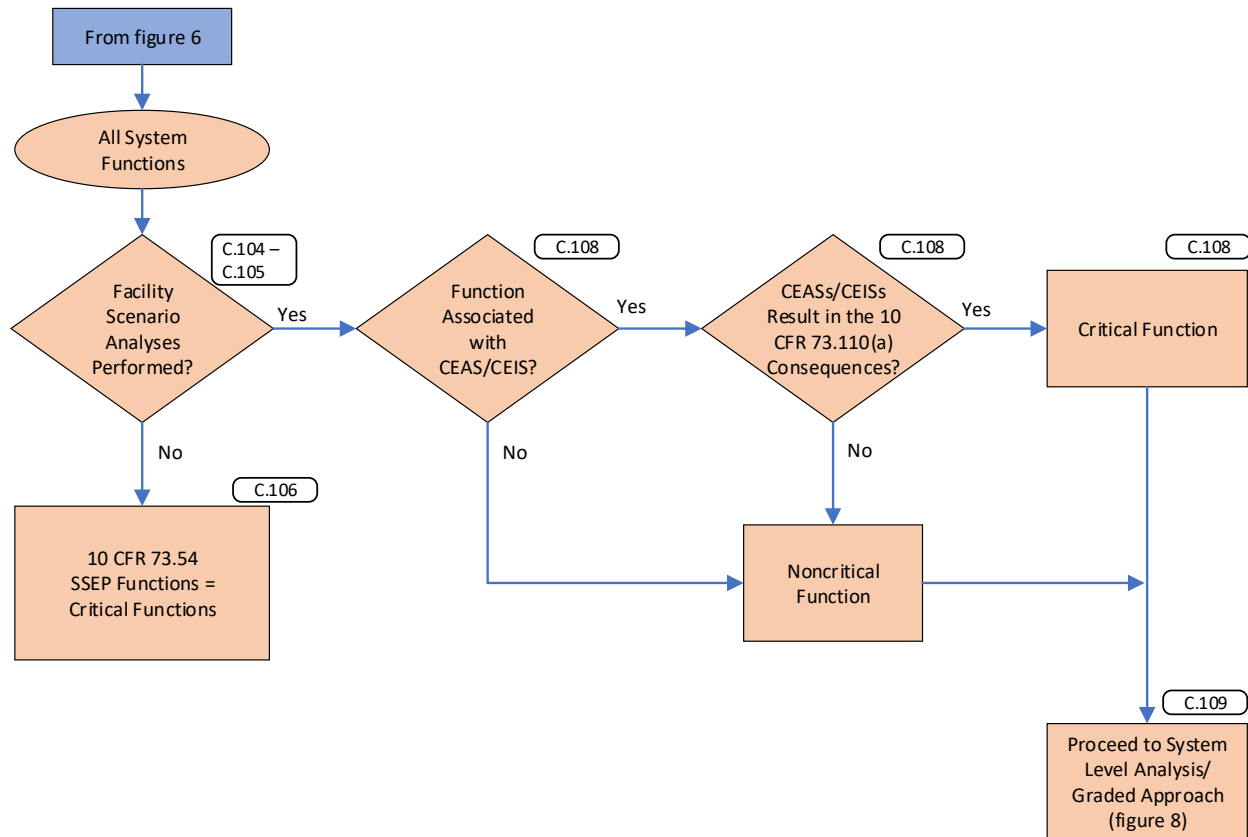 From figure 6
All System
Functions
C.104 –
C.105
C.108
C.108
C.108
Facility
Scenario
Analyses
Performed?
Yes
Function
Associated
with
CEAS/CEIS?
Yes
CEASs/CEISs
Result in the 10
CFR 73.110(a)
Consequences?
Yes
Critical Function
No
No
No
C.106
10 CFR 73.54
SSEP Functions =
Critical Functions
Noncritical
Function
C.109
Proceed to System
Level Analysis/
Graded Approach
(figure 8)